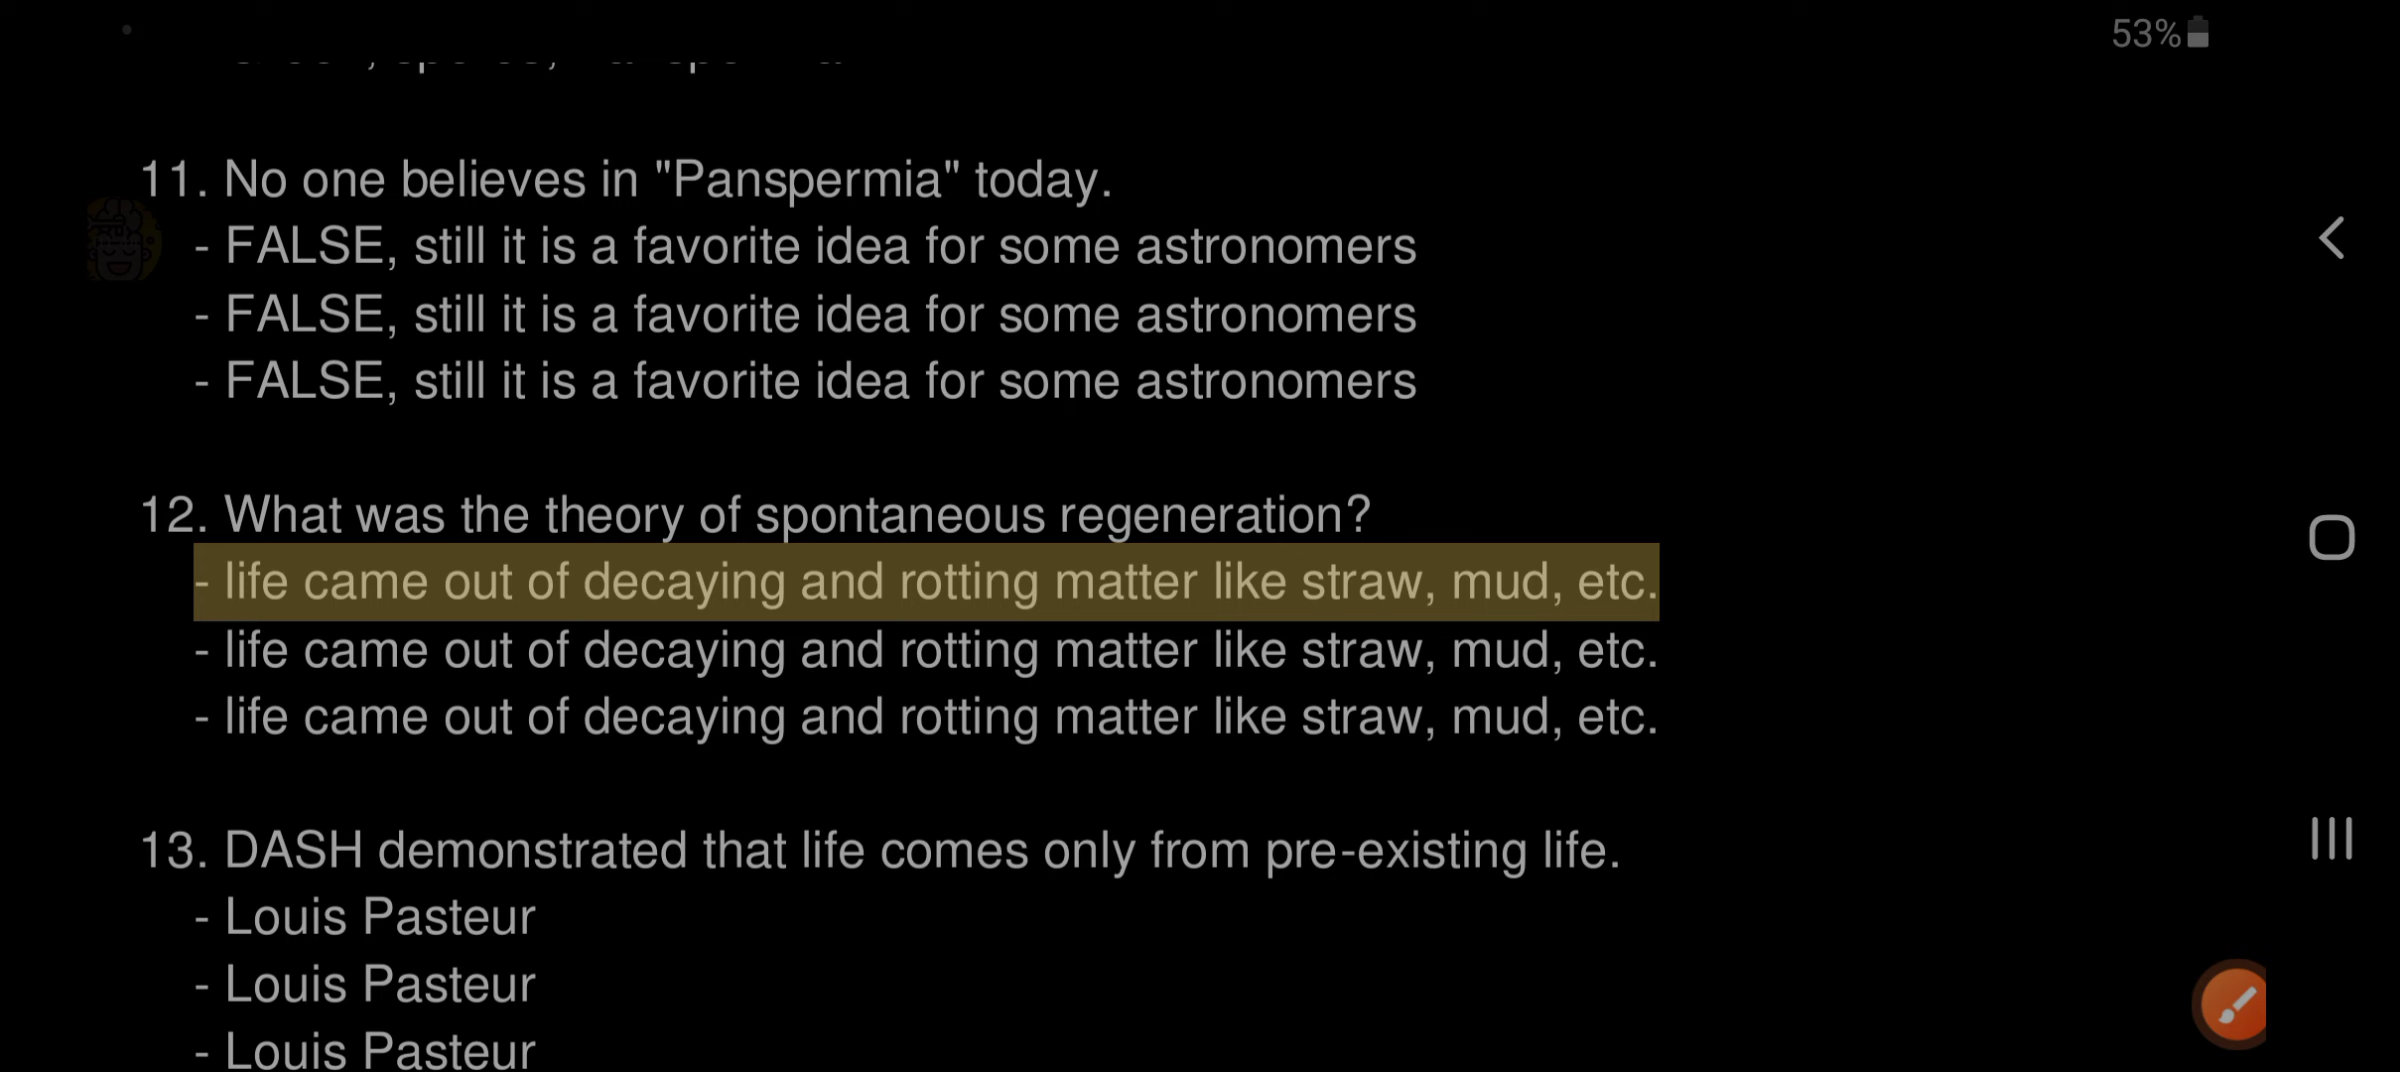 53%
11. No one believes in "Panspermia" today.
- FALSE, still it is a favorite idea for some astronomers
- FALSE, still it is a favorite idea for some astronomers
- FALSE, still it is a favorite idea for some astronomers
12. What was the theory of spontaneous regeneration?
- life came out of decaying and rotting matter like straw, mud, etc.
- life came out of decaying and rotting matter like straw, mud, etc.
- life came out of decaying and rotting matter like straw, mud, etc.
13. DASH demonstrated that life comes only from pre-existing life.
- Louis Pasteur
- Louis Pasteur
- Louis Pasteur